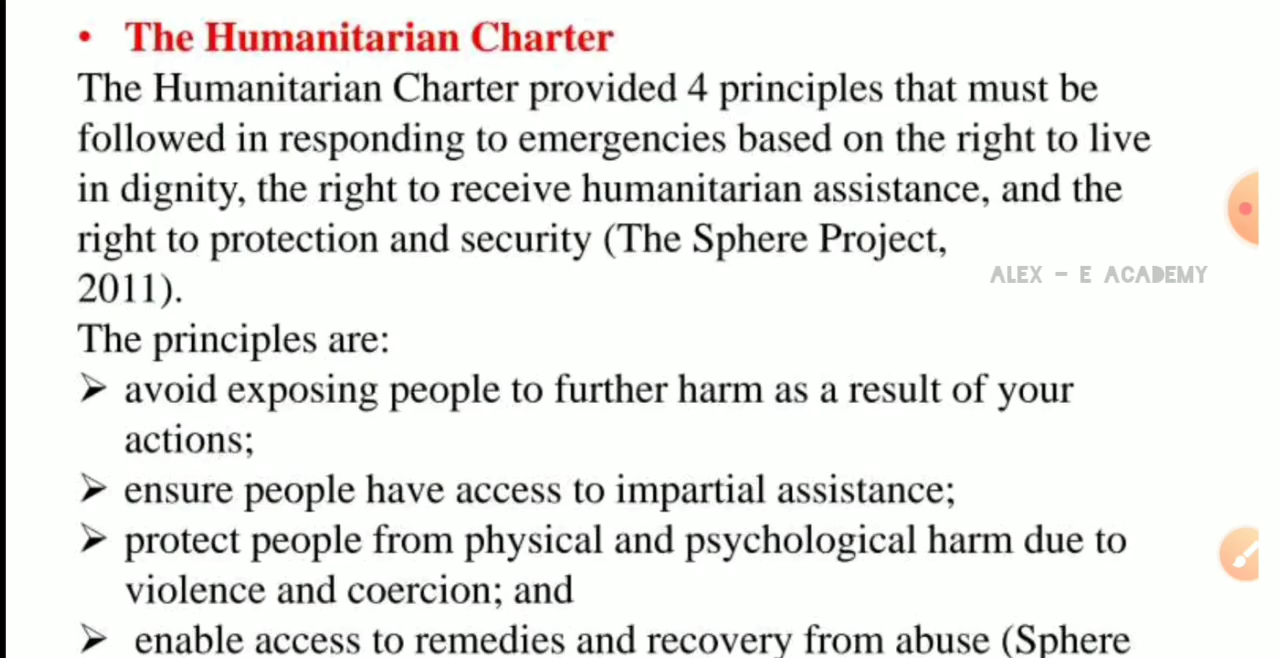 • The Humanitarian Charter
The Humanitarian Charter provided 4 principles that must be
followed in responding to emergencies based on the right to live
in dignity, the right to receive humanitarian assistance, and the
right to protection and security (The Sphere Project,
ALEX - E ACADEMY
2011).
The principles are:
➢ avoid exposing people to further harm as a result of your
actions;
➢ ensure people have access to impartial assistance;
➢ protect people from physical and psychological harm due to
violence and coercion; and
➢ enable access to remedies and recovery from abuse (Sphere